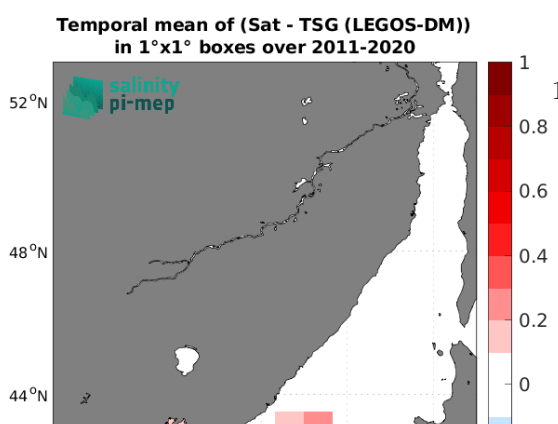 Temporal mean of (Sat - TSG (LEGOS-DM))
in 1°x1° boxes over 2011-2020
salinity
pi-mep
52°N
48°N
44°N
1
0.8
0.6
0.4
0.2
0